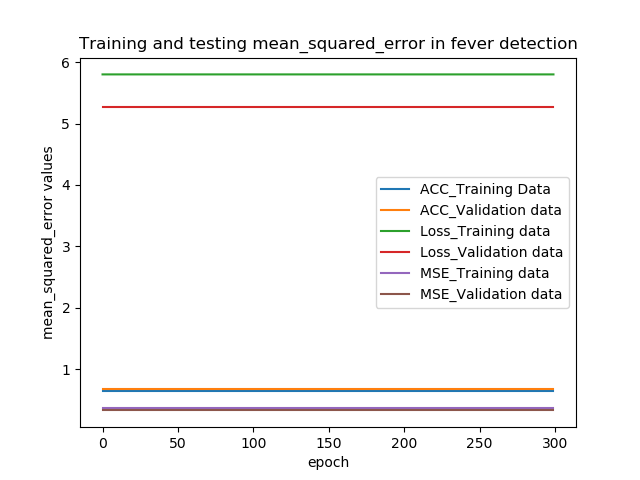 Training and testing mean_squared_error in fever detection
6
5
4
3
2
1
mean_squared_error values
ACC_Training Data
ACC_Validation data
Loss_Training data
Loss_Validation data
MSE_Training data
MSE_Validation data
0 50 100 150 200 250 300
epoch